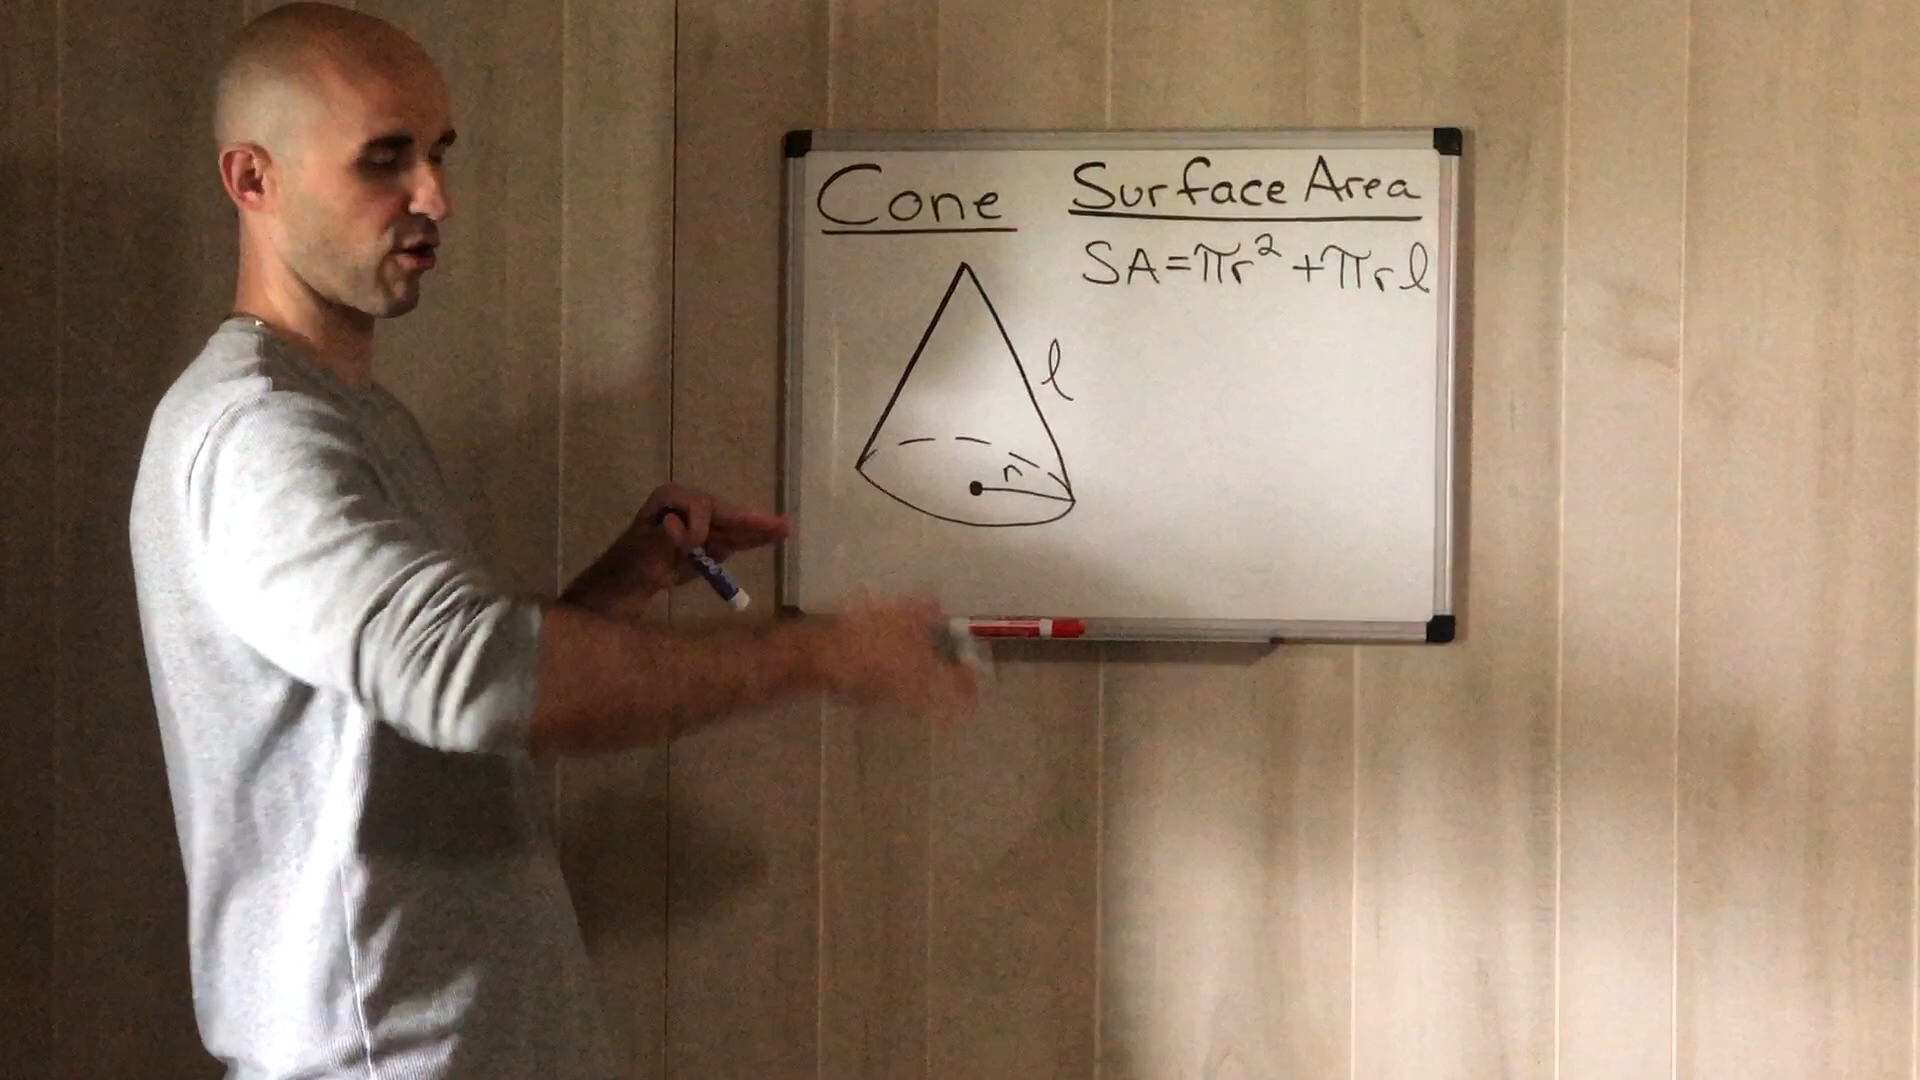 Cone
Surface Area
SA=πr²+πrl
l
r